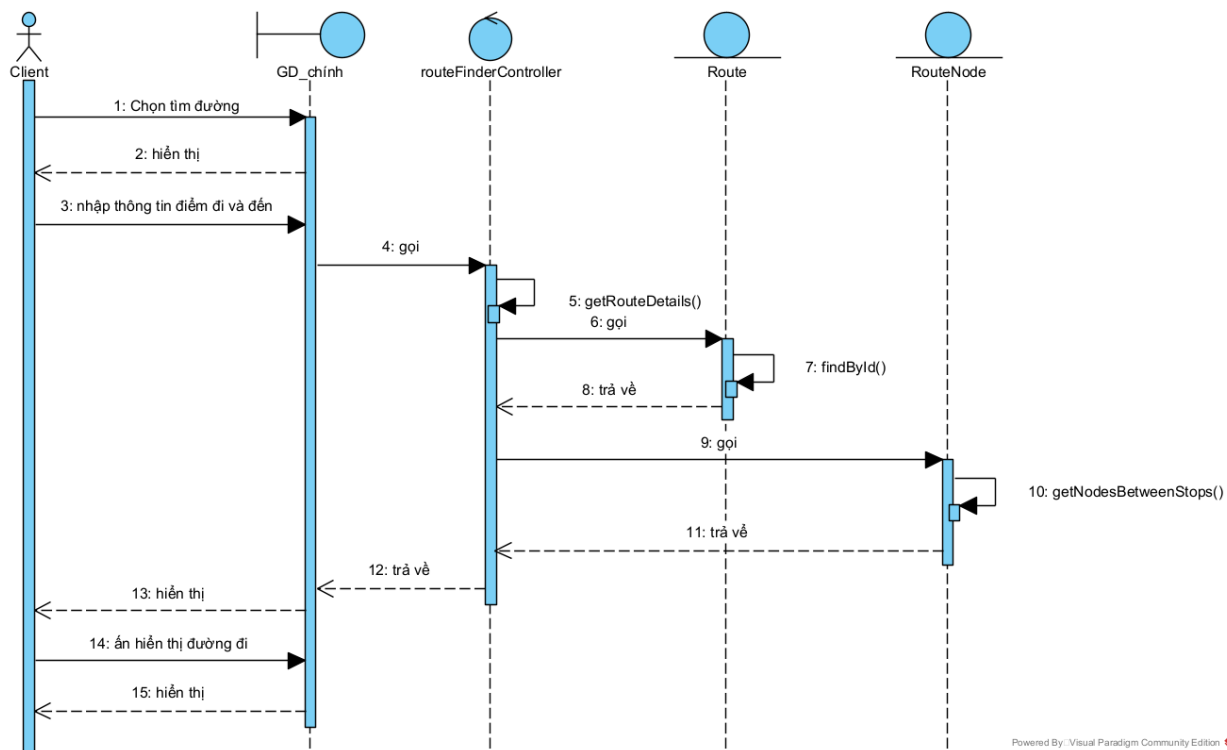 Client
GD_chính
routeFinderController
Route
RouteNode
1: Chọn tìm đường
2: hiển thị
3: nhập thông tin điểm đi và đến
4: gọi
5: getRouteDetails()
6: gọi
7: findById()
8: trả về
9: gọi
10: getNodesBetweenStops()
11: trả vể
12: trả về
13: hiển thị
14: ấn hiển thị đường đi
15: hiển thị
Powered By Visual Paradigm Community Edition